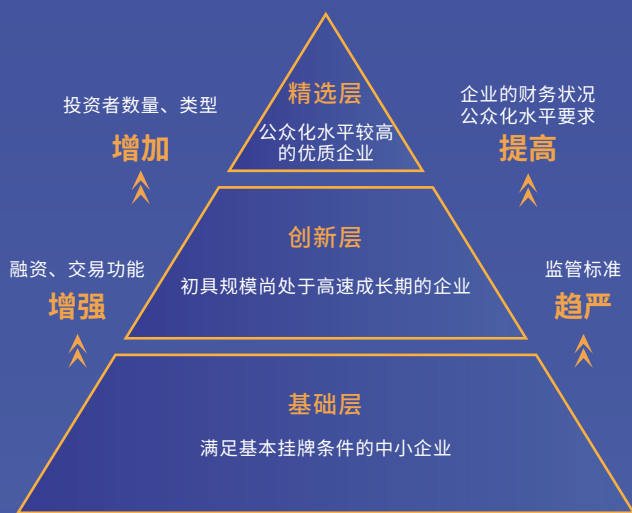 精选层
公众化水平较高
的优质企业
投资者数量、类型
增加
企业的财务状况
公众化水平要求
提高
创新层
初具规模尚处于高速成长期的企业
融资、交易功能
增强
监管标准
趋严
基础层
满足基本挂牌条件的中小企业